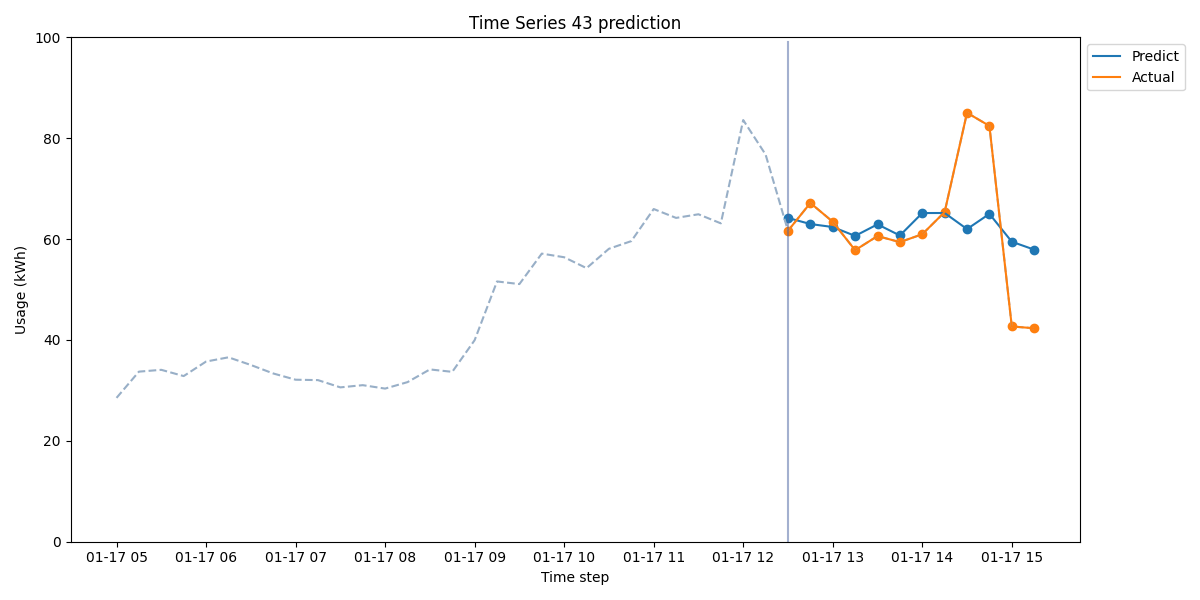 Time Series 43 prediction
Predict
Actual
Usage (kWh)
100
80
60
40
20
0
01-17 05 01-17 06 01-17 07 01-17 08 01-17 09 01-17 10 01-17 11 01-17 12 01-17 13 01-17 14 01-17 15
Time step